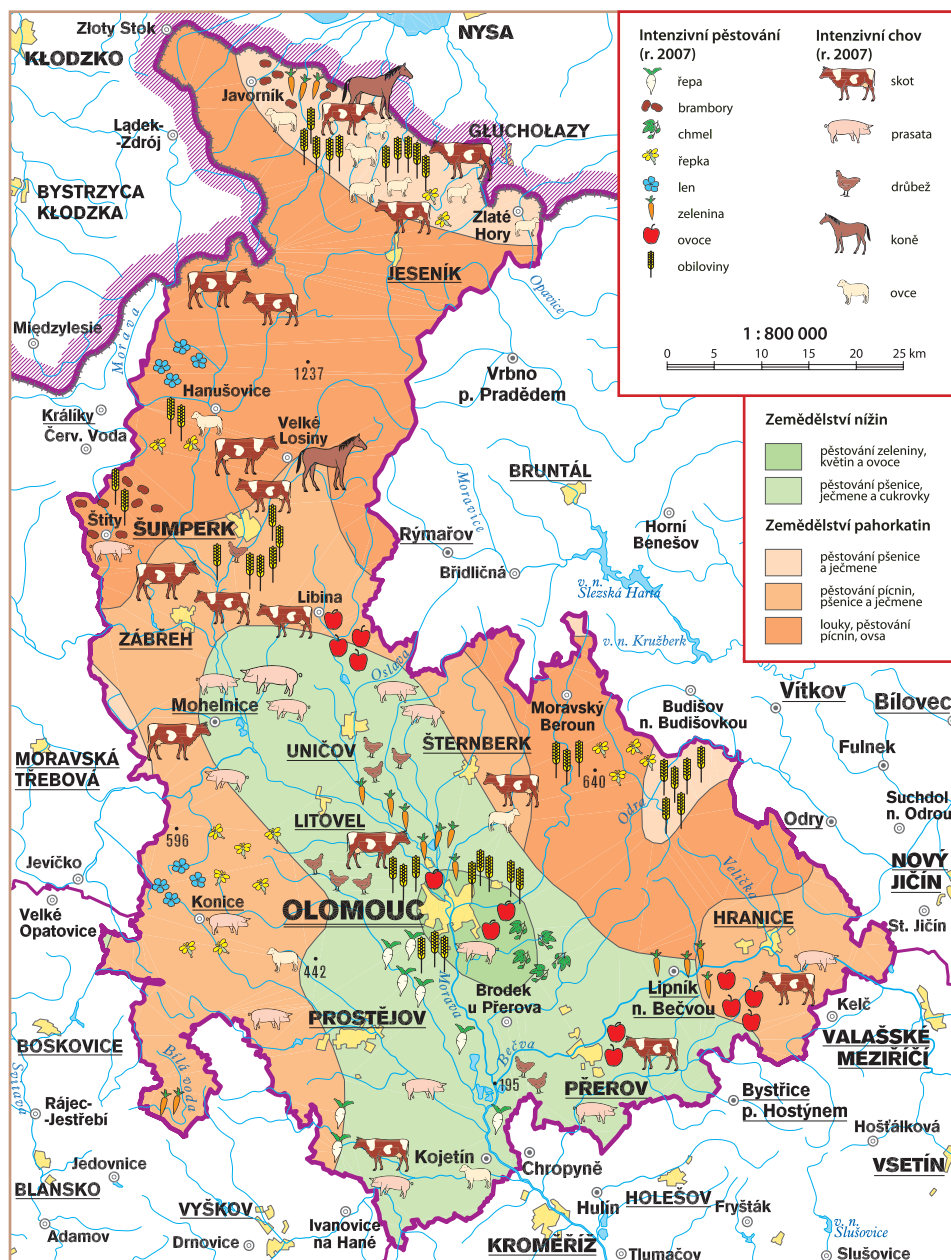 Zloty Stok
KŁODZKO
NYSA
Javorník
Lądek-
-Zdrój
GŁUCHOŁAZY
BYSTRZYCA
KŁODZKA
Zlaté
Hory
JESENÍK
Opavice
Międzylesie
Morava
1237
Vrbno
p. Pradědem
Hanušovice
Králíky
Červ. Voda
Velké
Losiny
BRUNTÁL
Moravice
Štíty
ŠUMPERK
Rýmařov
Horní
Benešov
Břidličná
v. n.
Slezská Harta
Libina
ZÁBŘEH
v. n. Kružberk
Oslava
Mohelnice
Moravský
Beroun
Budišov
n. Budišovkou
Vítkov
Bílovec
UNIČOV
ŠTERNBERK
Fulnek
MORAVSKÁ
TŘEBOVÁ
640
Odra
Suchdol
n. Odrou
LITOVEL
Odry
596
Jevíčko
Velička
NOVÝ
JIČÍN
Velké
Opatovice
Konice
OLOMOUC
HRANICE
St. Jičín
442
Morava
Brodek
u Přerova
Lipník
n. Bečvou
Kelč
PROSTĚJOV
VALAŠSKÉ
MEZIŘÍČÍ
BOSKOVICE
Bílá voda
Bečva
Svitava
195
PŘEROV
Bystřice
p. Hostýnem
Rájec-
-Jestřebí
Hošťálková
Jedovnice
Kojetín
Chropyně
VSETÍN
BLANSKO
VYŠKOV
HOLEŠOV
Hulín
Fryšták
Ivanovice
na Hané
Adamov
Drnovice
KROMĚŘÍŽ
Tlumačov
v. n.
Slušovice
Slušovice
Intenzivní pěstování
(r. 2007)
řepa
brambory
chmel
řepka
len
zelenina
ovoce
obiloviny
Intenzivní chov
(r. 2007)
skot
prasata
drůbež
koně
ovce
1 : 800 000
0 5 10 15 20 25 km
Zemědělství nížin
pěstování zeleniny,
květin a ovoce
pěstování pšenice,
ječmene a cukrovky
Zemědělství pahorkatin
pěstování pšenice
a ječmene
pěstování pícnin,
pšenice a ječmene
louky, pěstování
pícnin, ovsa